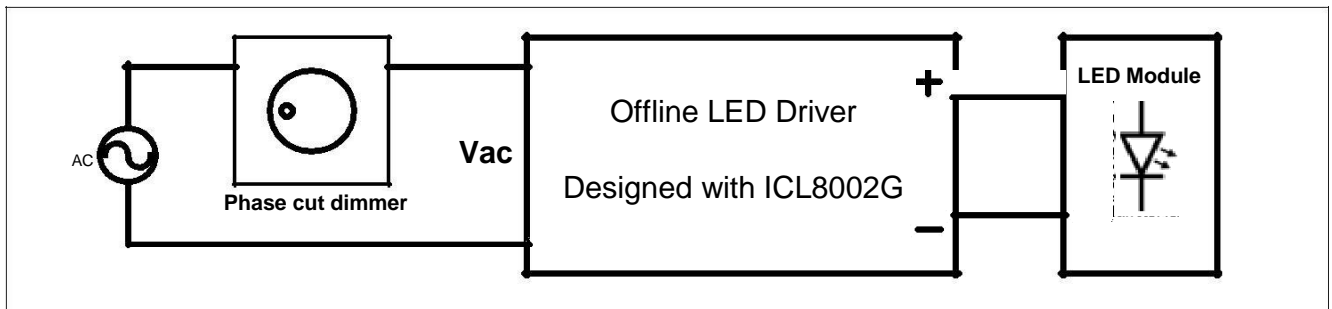 AC
Phase cut dimmer
Vac
Offline LED Driver
Designed with ICL8002G
+
−
LED Module